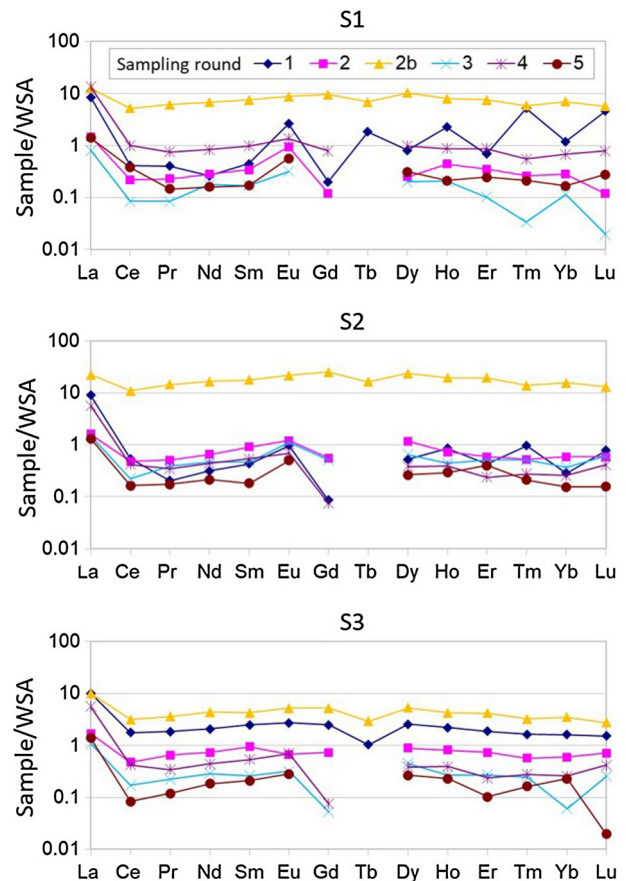 S1
Sample/WSA
100
10
1
0.1
0.01
Sampling round 1 2 2b 3 4 5
La Ce Pr Nd Sm Eu Gd Tb Dy Ho Er Tm Yb Lu
S2
Sample/WSA
100
10
1
0.1
0.01
La Ce Pr Nd Sm Eu Gd Tb Dy Ho Er Tm Yb Lu
S3
Sample/WSA
100
10
1
0.1
0.01
La Ce Pr Nd Sm Eu Gd Tb Dy Ho Er Tm Yb Lu